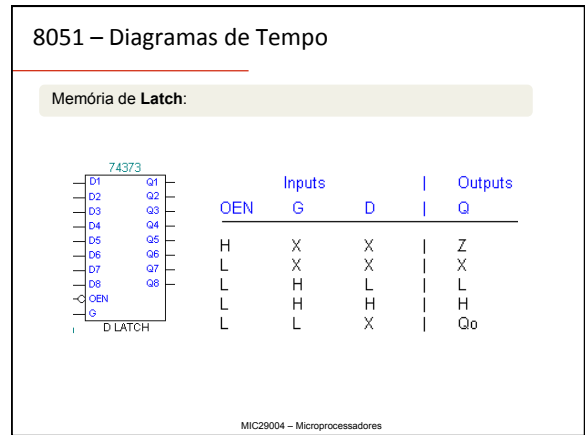 8051 – Diagramas de Tempo
Memória de Latch:
74373
D1 Q1
D2 Q2
D3 Q3
D4 Q4
D5 Q5
D6 Q6
D7 Q7
D8 Q8
OEN
G
D LATCH
Inputs | Outputs
OEN G D | Q
H X X | Z
L X X | X
L H L | L
L H H | H
L L X | Qo
MIC29004 – Microprocessadores